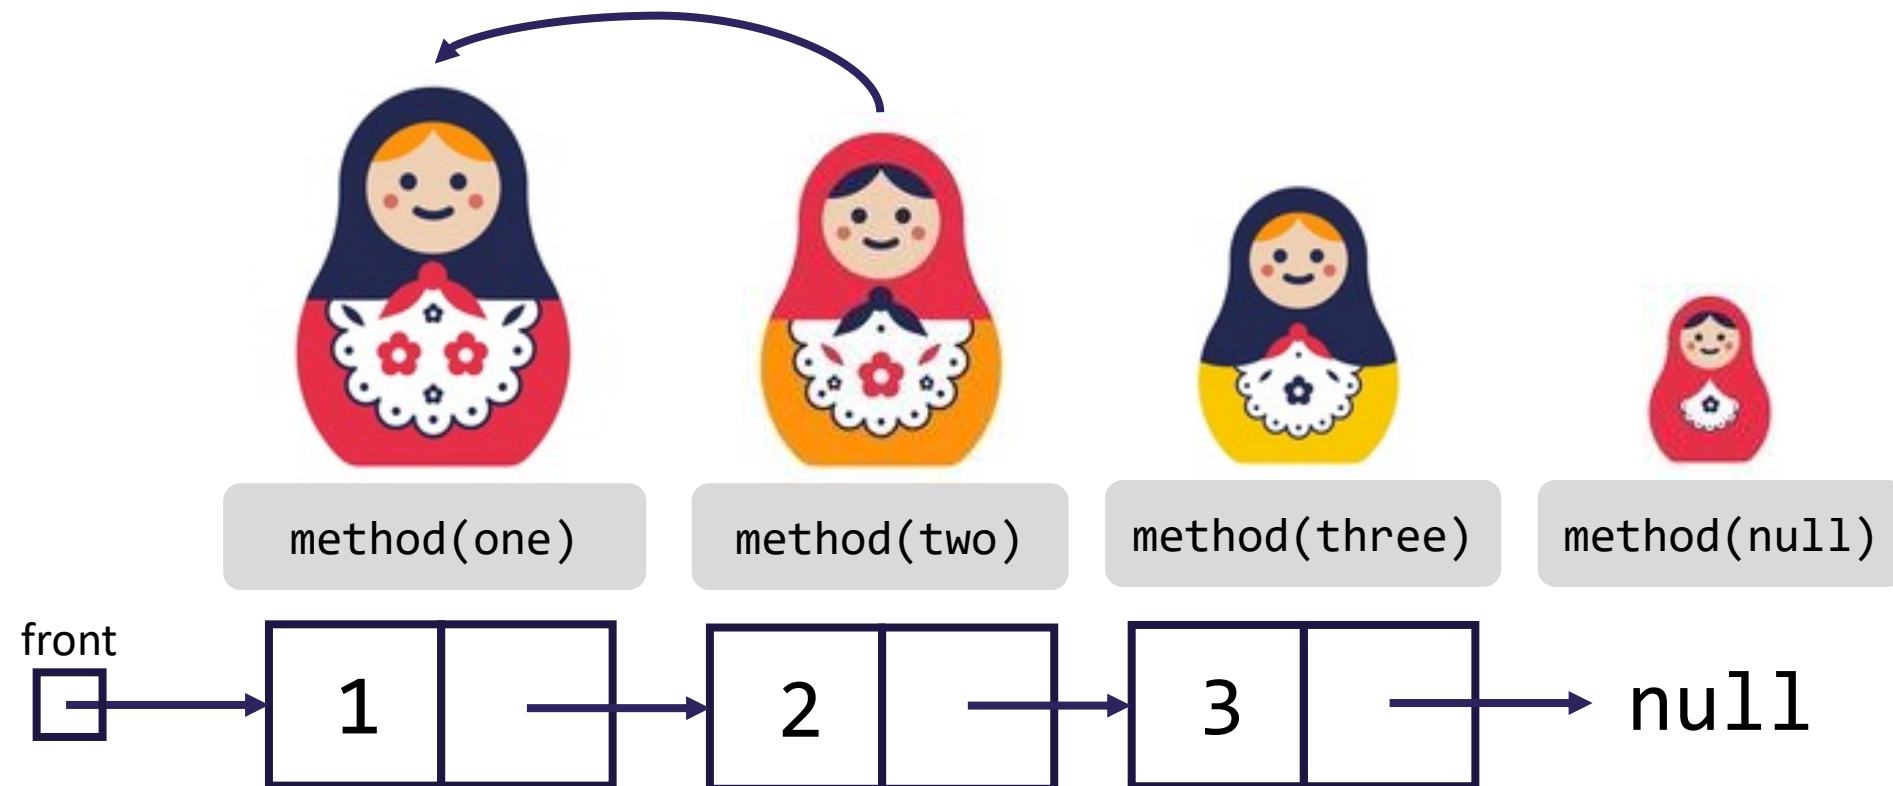 method(one)
method(two)
method(three)
method(null)
front
1
2
3
null